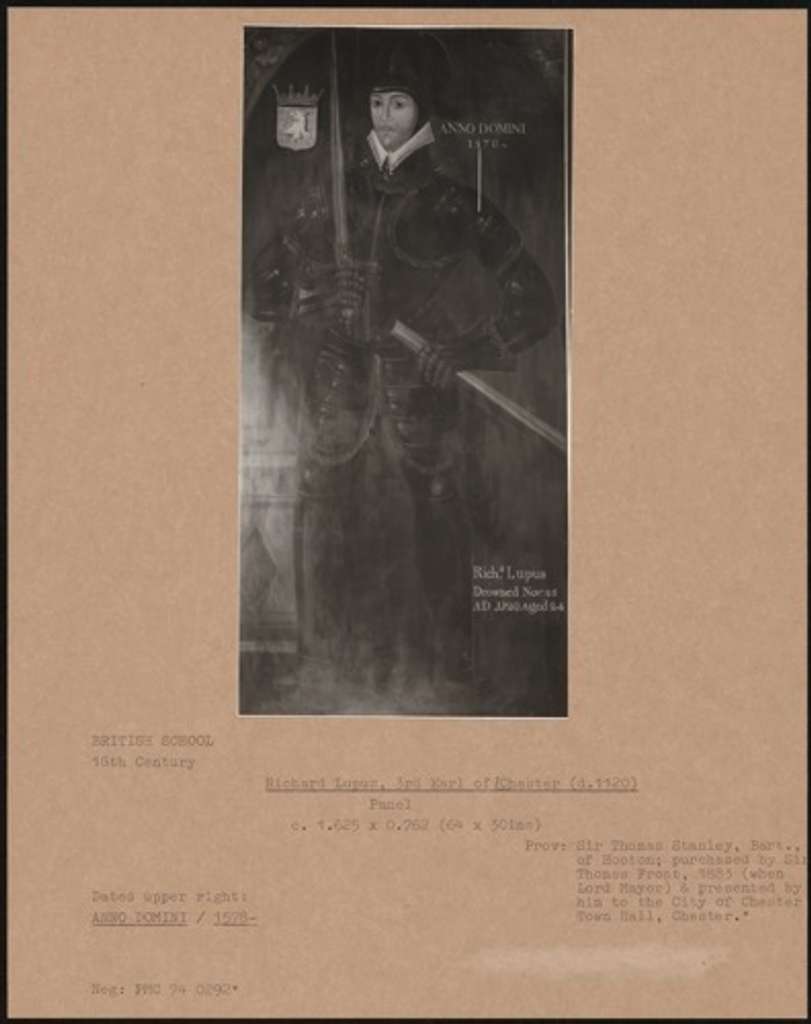 ANNO DOMINI
Rich.d Lupus
Drowned Nov 25
AD 1120 Aged 24
BRITISH SCHOOL
16th Century
Richard Lupus, 3rd Earl of Chester (d.1120)
Panel
c. 1.625 x 0.762 (64 x 30ins)
Prov: Sir Thomas Stanley, Bart.,
of Hooton; purchased by Sir
Thomas Frost, 1883 (when
Lord Mayor) & presented by
him to the City of Chester
Town Hall, Chester.*
Dated upper right:
ANNO DOMINI / 1578-
Neg: PMC 94 0292*